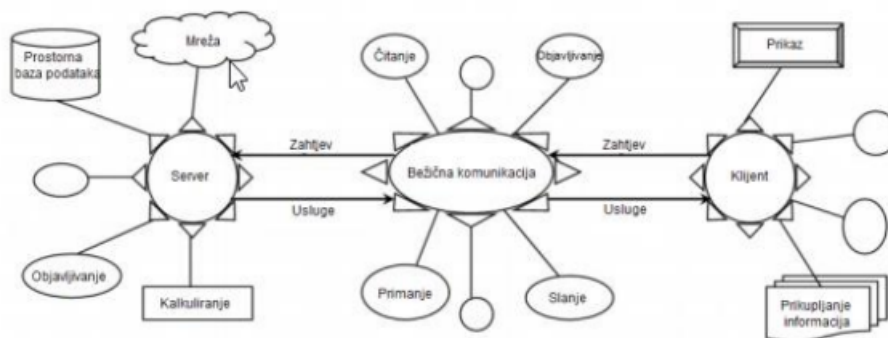 Prostorna
baza podataka
Mreža
Čitanje
Objavljivanje
Prikaz
Zahtjev
Zahtjev
Server
Bežična komunikacija
Klijent
Usluge
Usluge
Objavljivanje
Kalkuliranje
Primanje
Slanje
Prikupljanje
informacija